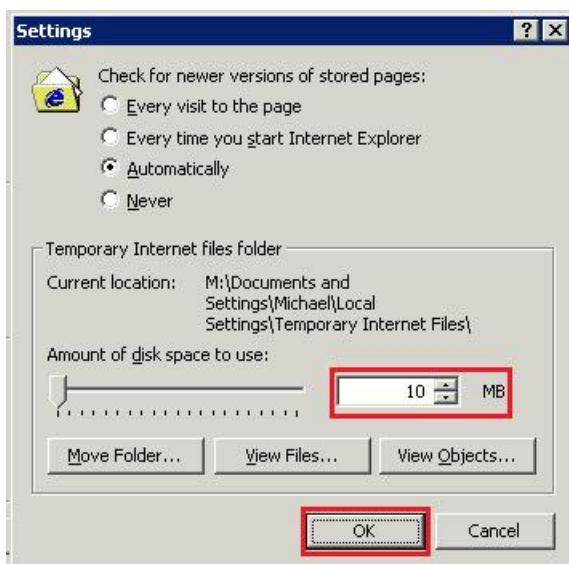 Settings
Check for newer versions of stored pages:
Every visit to the page
Every time you start Internet Explorer
Automatically
Never
Temporary Internet files folder
Current location: M:\Documents and
Settings\Michael\Local
Settings\Temporary Internet Files\
Amount of disk space to use:
10 MB
Move Folder... View Files... View Objects...
OK Cancel